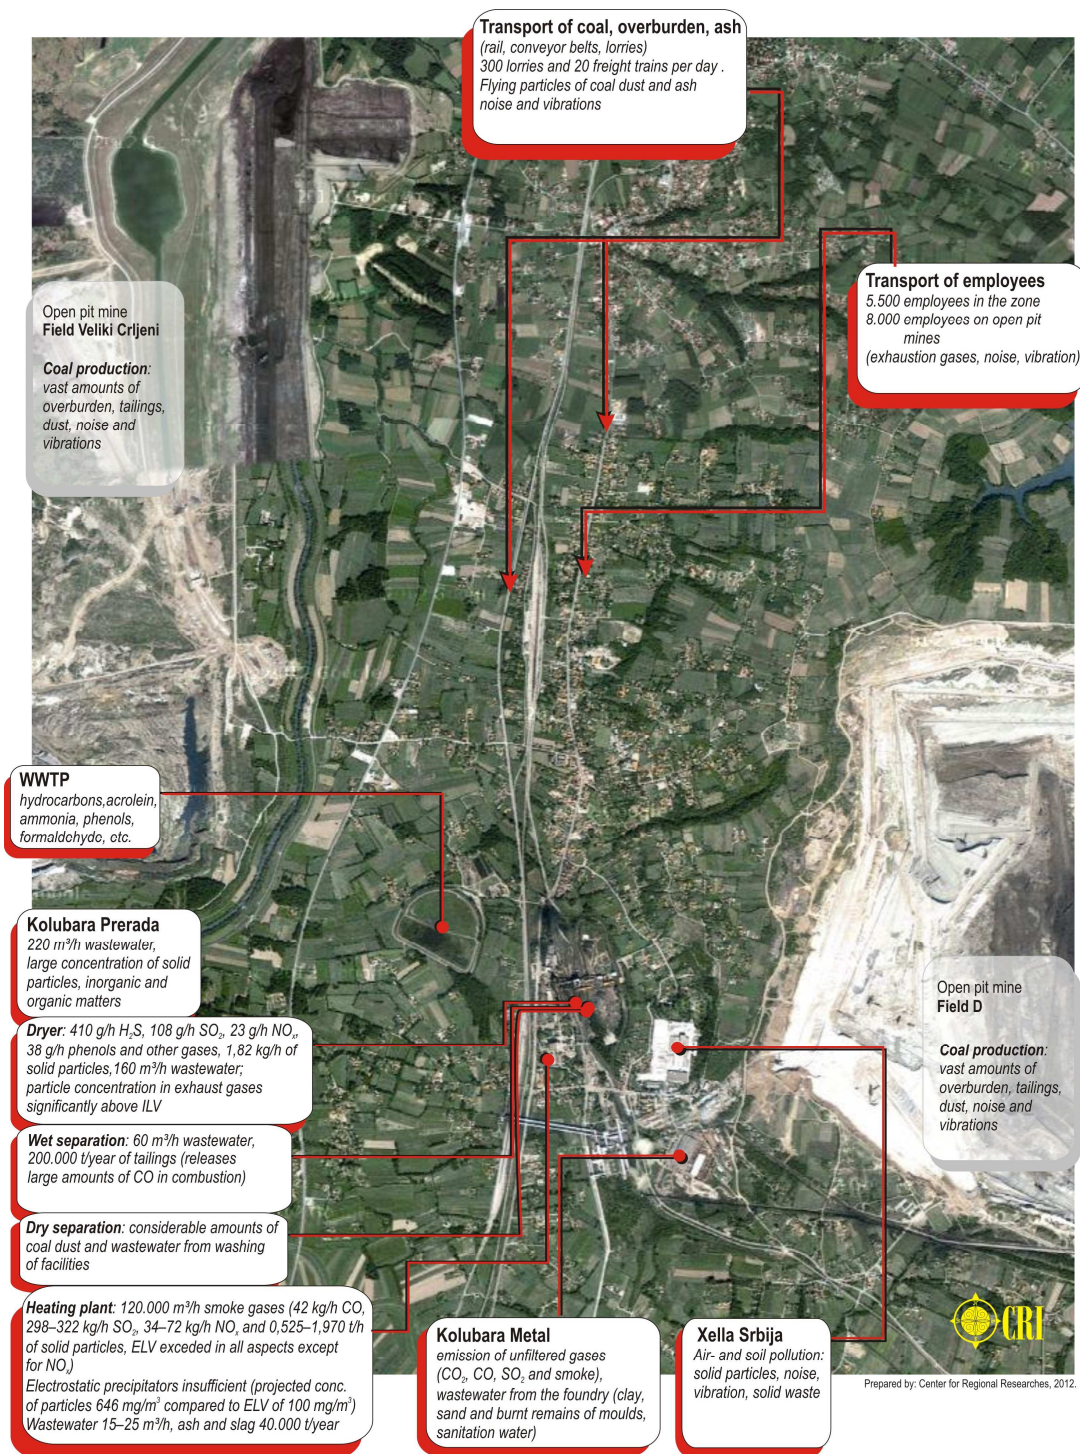 Transport of coal, overburden, ash
(rail, conveyor belts, lorries)
300 lorries and 20 freight trains per day .
Flying particles of coal dust and ash
noise and vibrations
Transport of employees
5.500 employees in the zone
8.000 employees on open pit
mines
(exhaustion gases, noise, vibration)
Open pit mine
Field Veliki Crljeni
Coal production:
vast amounts of
overburden, tailings,
dust, noise and
vibrations
WWTP
hydrocarbons,acrolein,
ammonia, phenols,
formaldehyde, etc.
Kolubara Prerada
220 m³/h wastewater,
large concentration of solid
particles, inorganic and
organic matters
Dryer: 410 g/h H₂S, 108 g/h SO₂, 23 g/h NOₓ,
38 g/h phenols and other gases, 1,82 kg/h of
solid particles,160 m³/h wastewater;
particle concentration in exhaust gases
significantly above ILV
Wet separation: 60 m³/h wastewater,
200.000 t/year of tailings (releases
large amounts of CO in combustion)
Dry separation: considerable amounts of
coal dust and wastewater from washing
of facilities
Heating plant: 120.000 m³/h smoke gases (42 kg/h CO,
298–322 kg/h SO₂, 34–72 kg/h NOₓ and 0,525–1,970 t/h
of solid particles, ELV exceded in all aspects except
for NOₓ)
Electrostatic precipitators insufficient (projected conc.
of particles 646 mg/m³ compared to ELV of 100 mg/m³)
Wastewater 15–25 m³/h, ash and slag 40.000 t/year
Open pit mine
Field D
Coal production:
vast amounts of
overburden, tailings,
dust, noise and
vibrations
Kolubara Metal
emission of unfiltered gases
(CO₂, CO, SO₂ and smoke),
wastewater from the foundry (clay,
sand and burnt remains of moulds,
sanitation water)
Xella Srbija
Air- and soil pollution:
solid particles, noise,
vibration, solid waste
CRI
Prepared by: Center for Regional Researches, 2012.